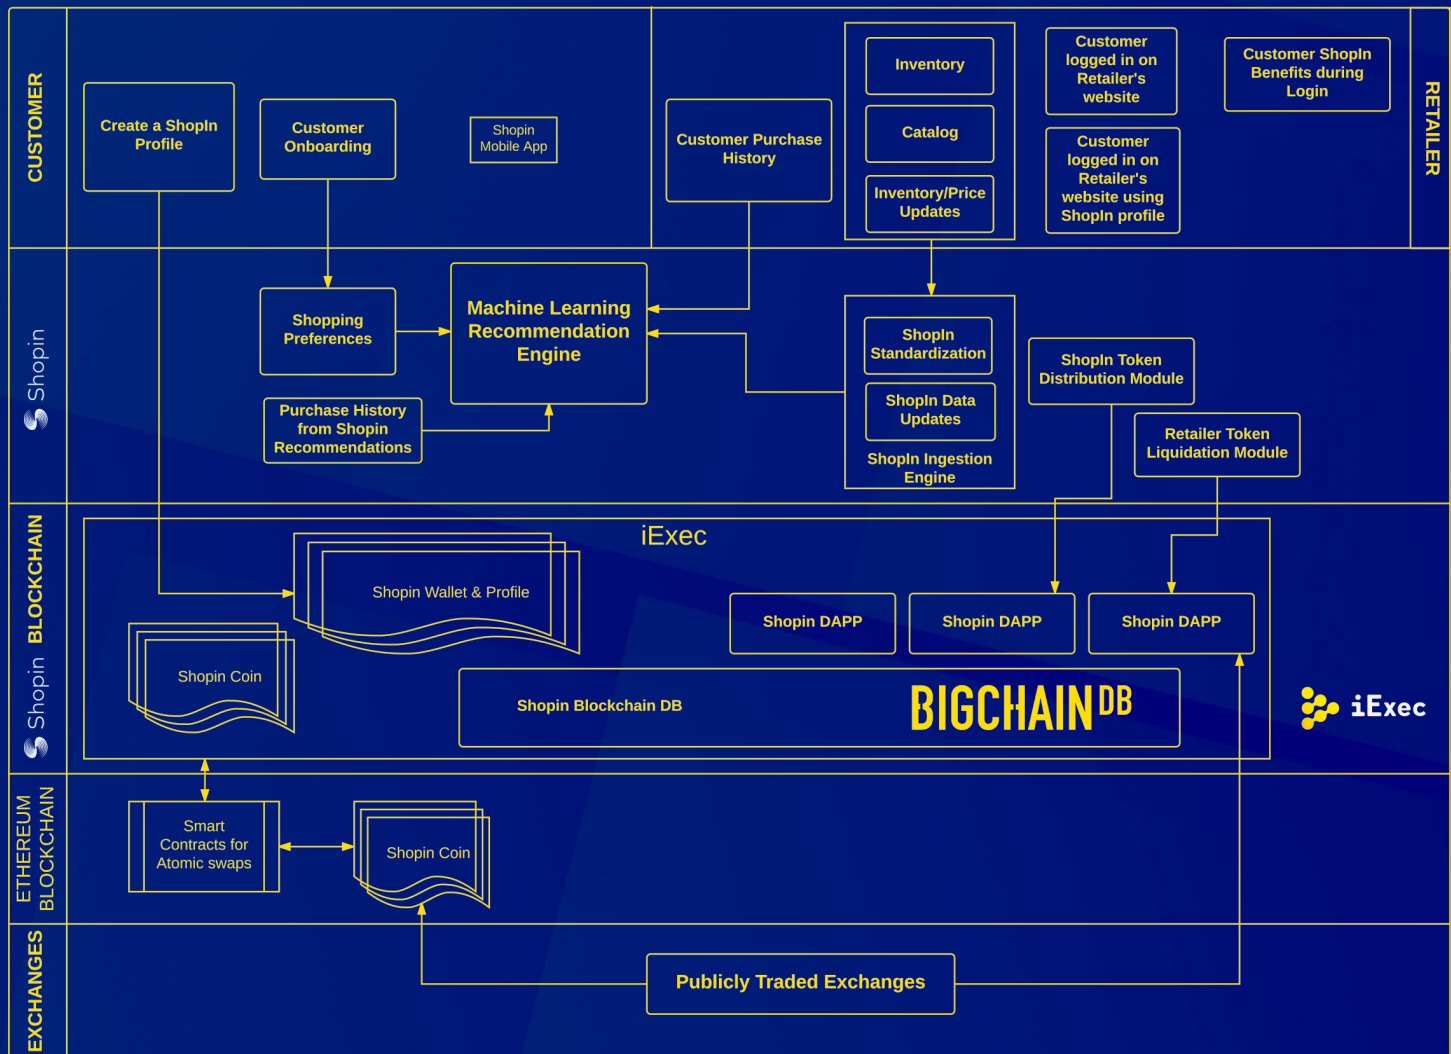 CUSTOMER
Create a ShopIn
Profile
Customer
Onboarding
Shopin
Mobile App
Customer Purchase
History
Inventory
Catalog
Inventory/Price
Updates
Customer
logged in on
Retailer's
website
Customer
logged in on
Retailer's
website using
ShopIn profile
Customer ShopIn
Benefits during
Login
RETAILER
Shopin
Shopping
Preferences
Machine Learning
Recommendation
Engine
Purchase History
from Shopin
Recommendations
ShopIn
Standardization
ShopIn Data
Updates
ShopIn Ingestion
Engine
ShopIn Token
Distribution Module
Retailer Token
Liquidation Module
Shopin BLOCKCHAIN
iExec
Shopin Wallet & Profile
Shopin Coin
Shopin DAPP
Shopin DAPP
Shopin DAPP
Shopin Blockchain DB
BIGCHAINDB
iExec
ETHEREUM
BLOCKCHAIN
Smart
Contracts for
Atomic swaps
Shopin Coin
EXCHANGES
Publicly Traded Exchanges